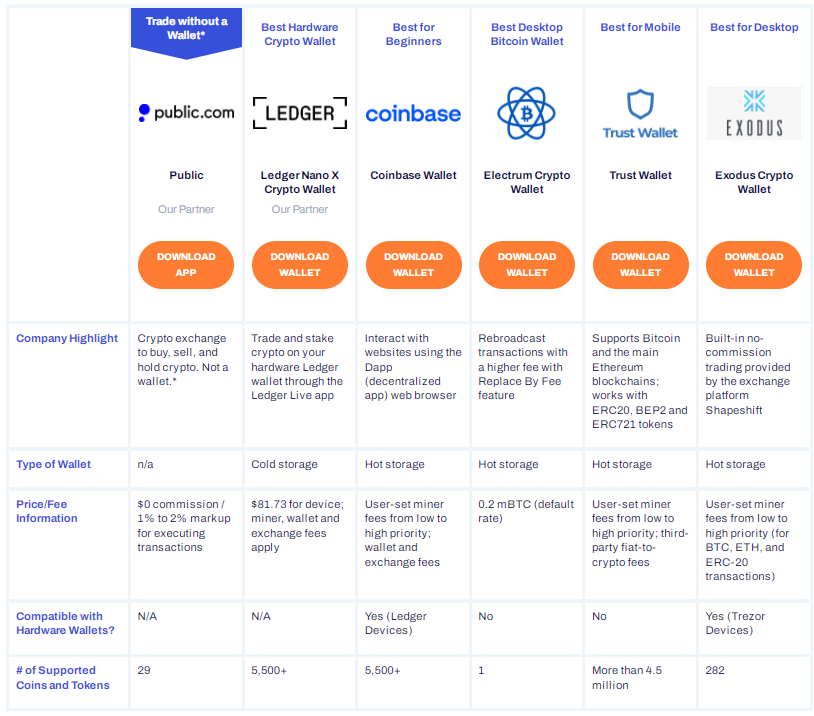 Trade without a
Wallet*
Best Hardware
Crypto Wallet
Best for
Beginners
Best Desktop
Bitcoin Wallet
Best for Mobile
Best for Desktop
public.com
LEDGER
coinbase
Trust Wallet
EXODUS
Public
Ledger Nano X
Crypto Wallet
Coinbase Wallet
Electrum Crypto
Wallet
Trust Wallet
Exodus Crypto
Wallet
Our Partner
Our Partner
DOWNLOAD
APP
DOWNLOAD
WALLET
DOWNLOAD
WALLET
DOWNLOAD
WALLET
DOWNLOAD
WALLET
DOWNLOAD
WALLET
Company Highlight
Crypto exchange
to buy, sell, and
hold crypto. Not a
wallet.*
Trade and stake
crypto on your
hardware Ledger
wallet through the
Ledger Live app
Interact with
websites using the
Dapp
(decentralized
app) web browser
Rebroadcast
transactions with
a higher fee with
Replace By Fee
feature
Supports Bitcoin
and the main
Ethereum
blockchains;
works with
ERC20, BEP2 and
ERC721 tokens
Built-in no-
commission
trading provided
by the exchange
platform
Shapeshift
Type of Wallet
n/a
Cold storage
Hot storage
Hot storage
Hot storage
Hot storage
Price/Fee
Information
$0 commission /
1% to 2% markup
for executing
transactions
$81.73 for device;
miner, wallet and
exchange fees
apply
User-set miner
fees from low to
high priority;
wallet and
exchange fees
0.2 mBTC (default
rate)
User-set miner
fees from low to
high priority; third-
party fiat-to-
crypto fees
User-set miner
fees from low to
high priority (for
BTC, ETH, and
ERC-20
transactions)
Compatible with
Hardware Wallets?
N/A
N/A
Yes (Ledger
Devices)
No
No
Yes (Trezor
Devices)
# of Supported
Coins and Tokens
29
5,500+
5,500+
1
More than 4.5
million
282